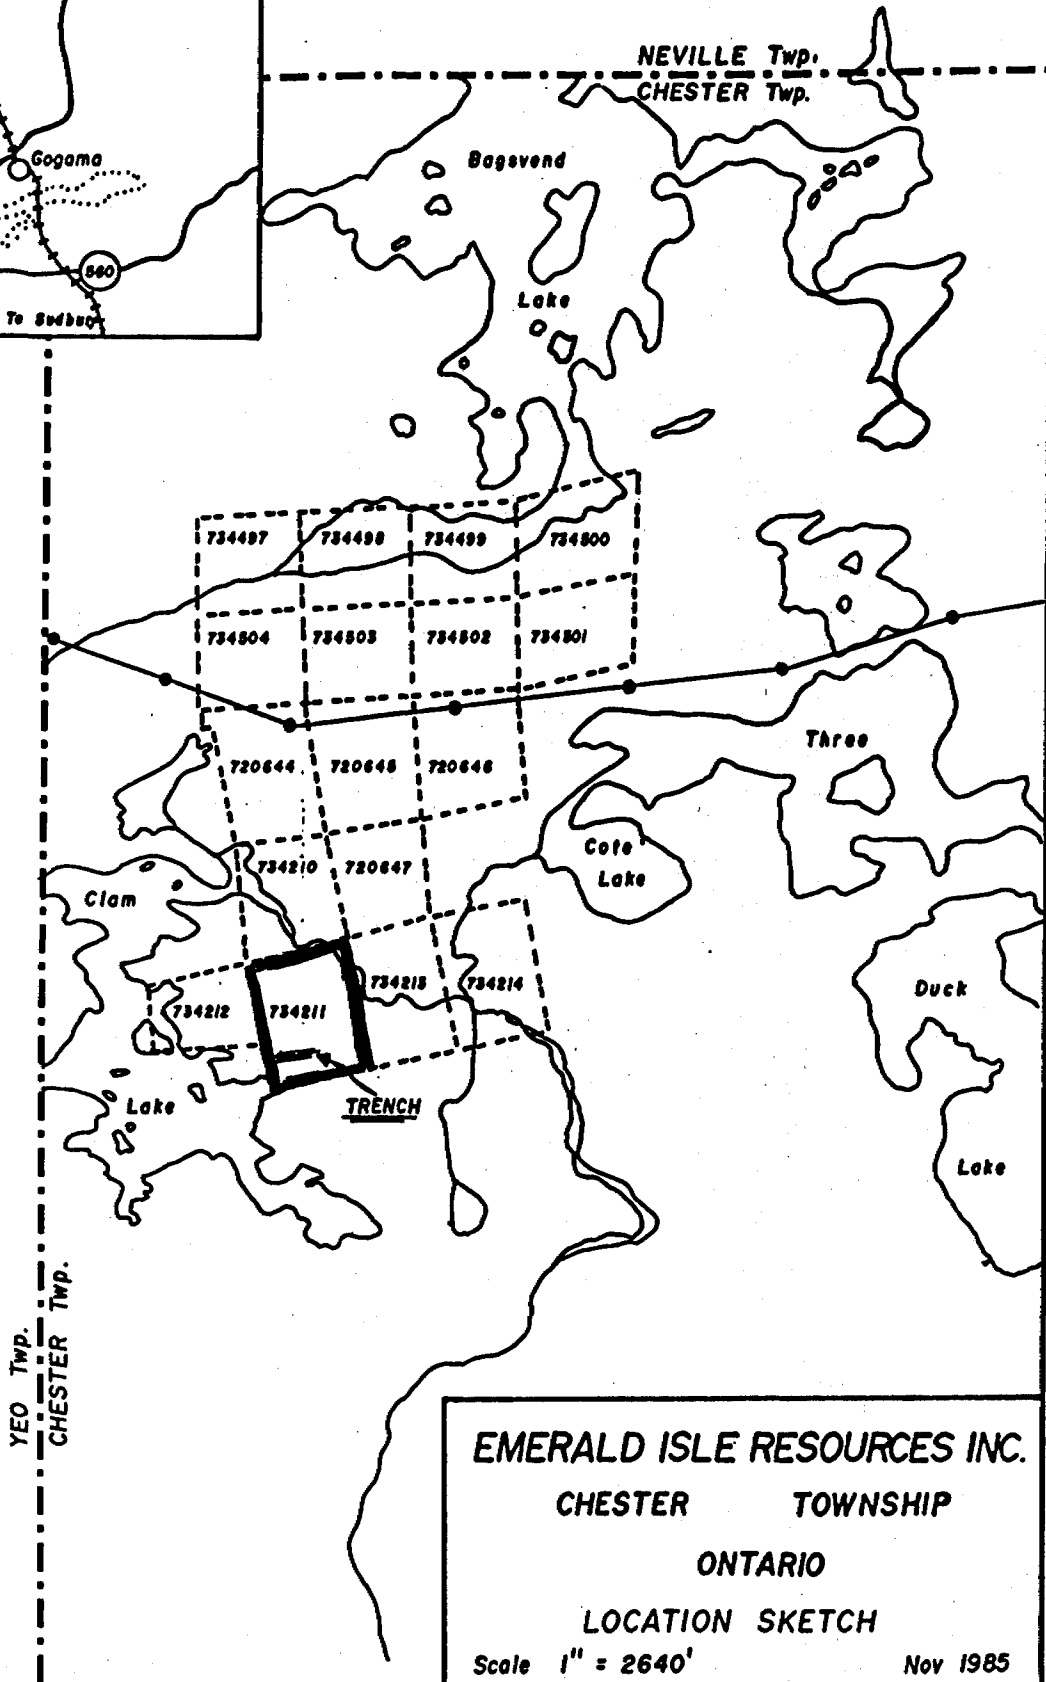 NEVILLE Twp.
CHESTER Twp.
Gogama
560
To Sudbury
Bagsvend
Lake
734497
734498
734499
734500
734504
734503
734502
734501
720644
720645
720646
734210
720647
Three
Cote
Lake
Clam
Lake
734212
734211
734213
734214
TRENCH
Duck
Lake
YEO Twp.
CHESTER Twp.
EMERALD ISLE RESOURCES INC.
CHESTER TOWNSHIP
ONTARIO
LOCATION SKETCH
Scale 1" = 2640' Nov 1985